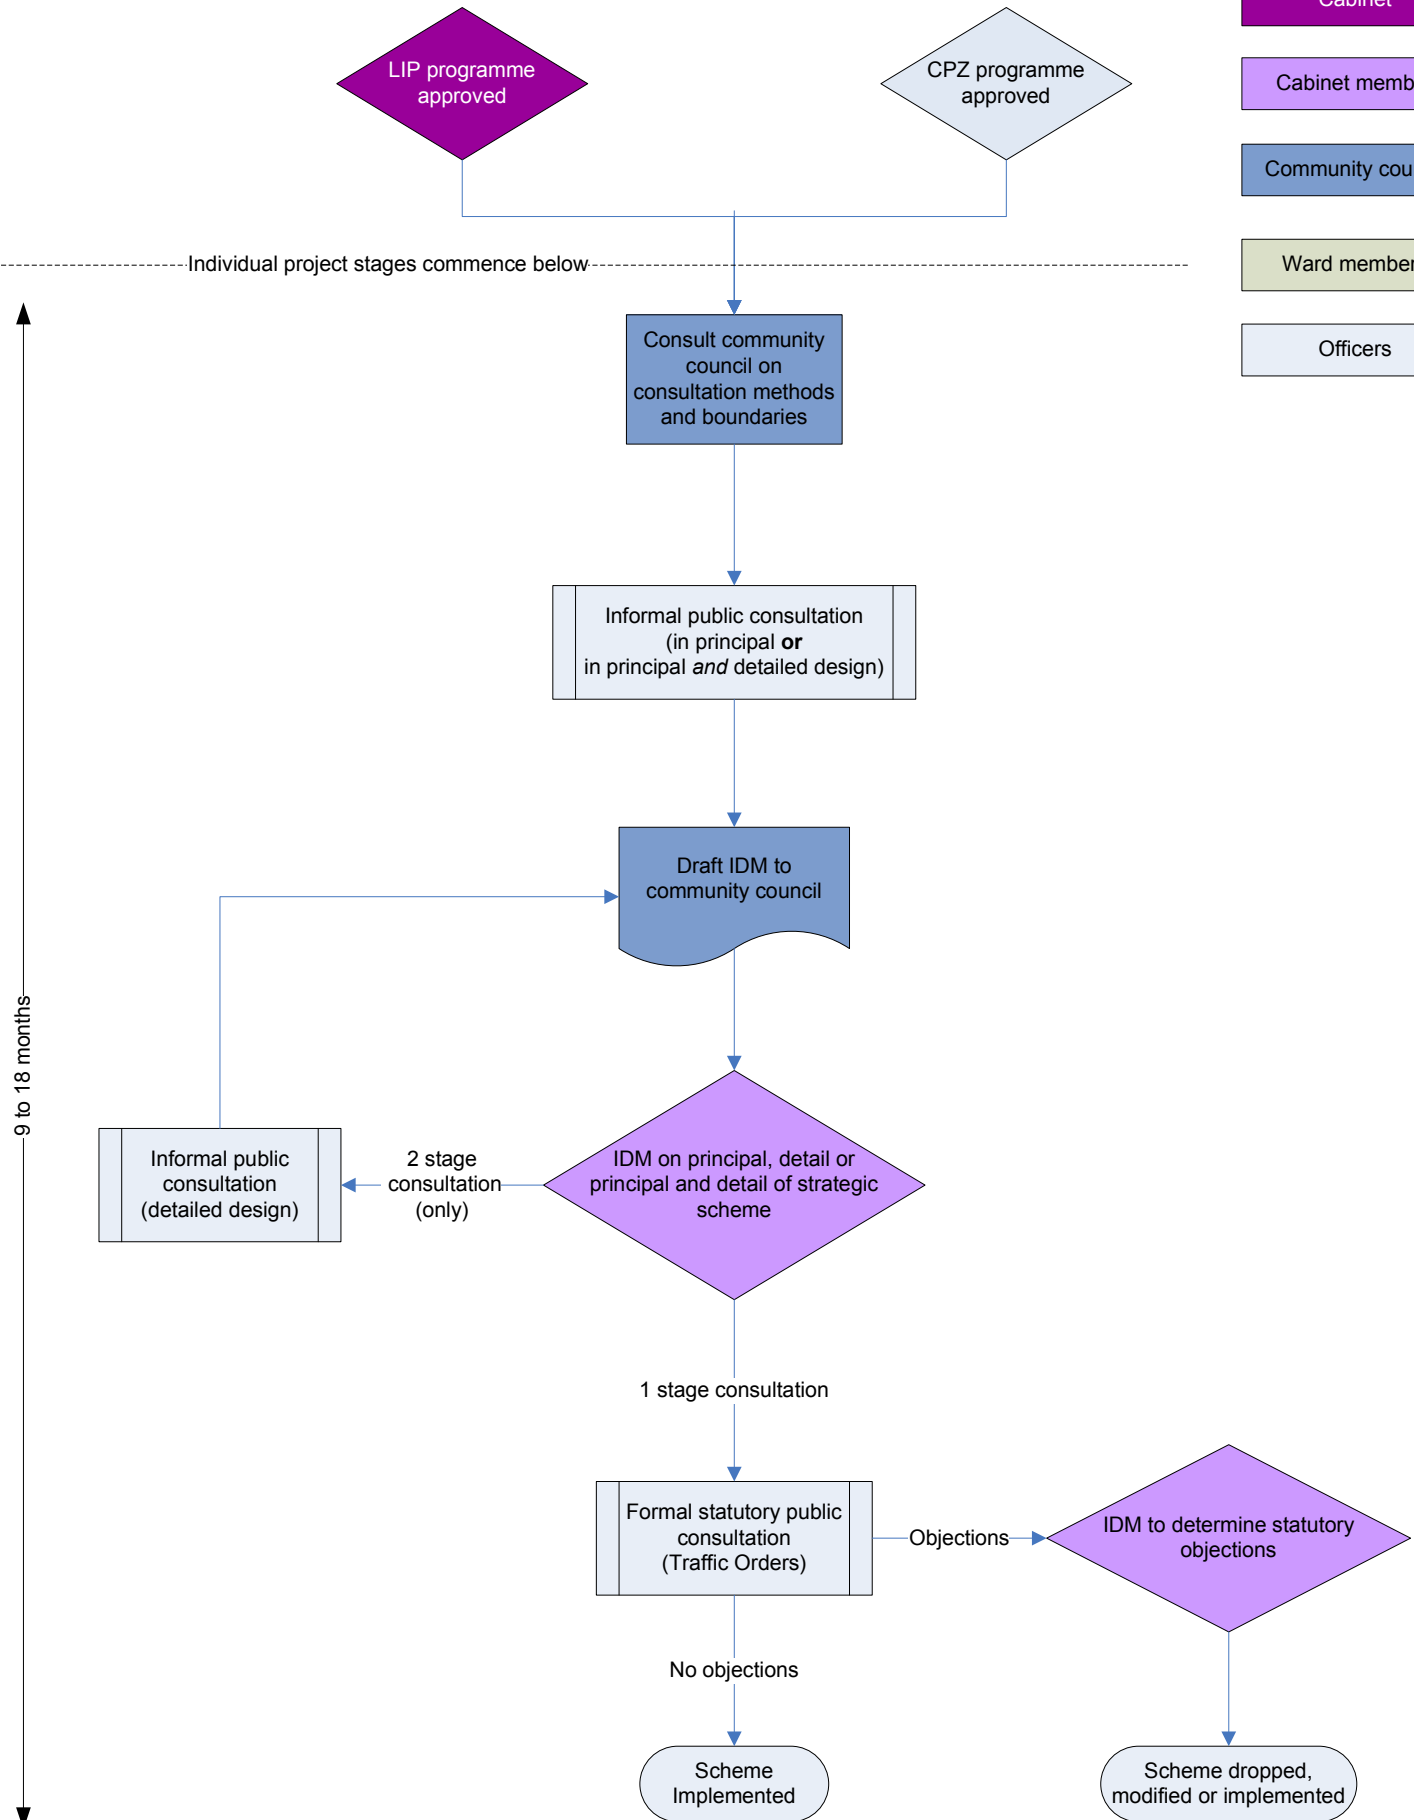 Cabinet
LIP programme
approved
CPZ programme
approved
Cabinet memb
Community cou
Ward member
Officers
Individual project stages commence below
Consult community
council on
consultation methods
and boundaries
Informal public consultation
(in principal or
in principal and detailed design)
Draft IDM to
community council
9 to 18 months
Informal public
consultation
(detailed design)
2 stage
consultation
(only)
IDM on principal, detail or
principal and detail of strategic
scheme
1 stage consultation
Formal statutory public
consultation
(Traffic Orders)
Objections
IDM to determine statutory
objections
No objections
Scheme
Implemented
Scheme dropped,
modified or implemented